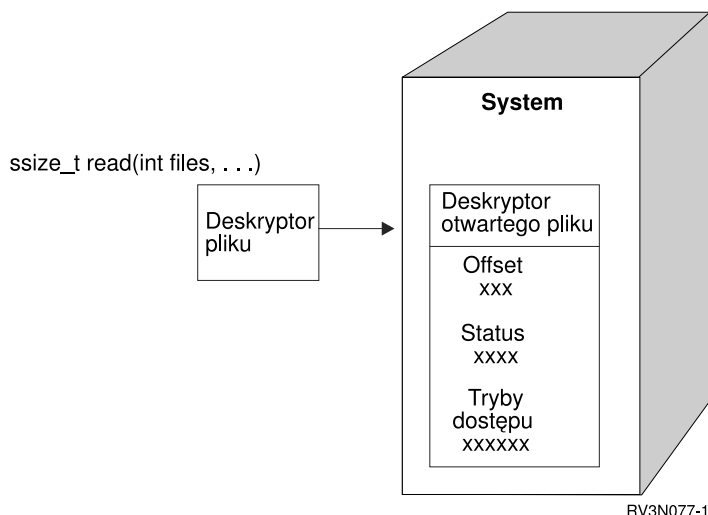 System
ssize_t read(int files, . . .)
Deskryptor
pliku
Deskryptor
otwartego pliku
Offset
xxx
Status
xxxx
Tryby
dostępu
xxxxxx
RV3N077-1